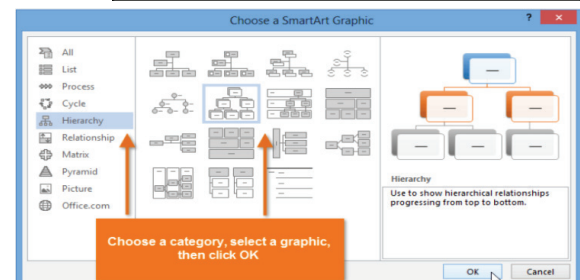 Choose a SmartArt Graphic
? ×
All
List
Process
Cycle
Hierarchy
Relationship
Matrix
Pyramid
Picture
Office.com
Hierarchy
Use to show hierarchical relationships
progressing from top to bottom.
Choose a category, select a graphic,
then click OK
OK
Cancel